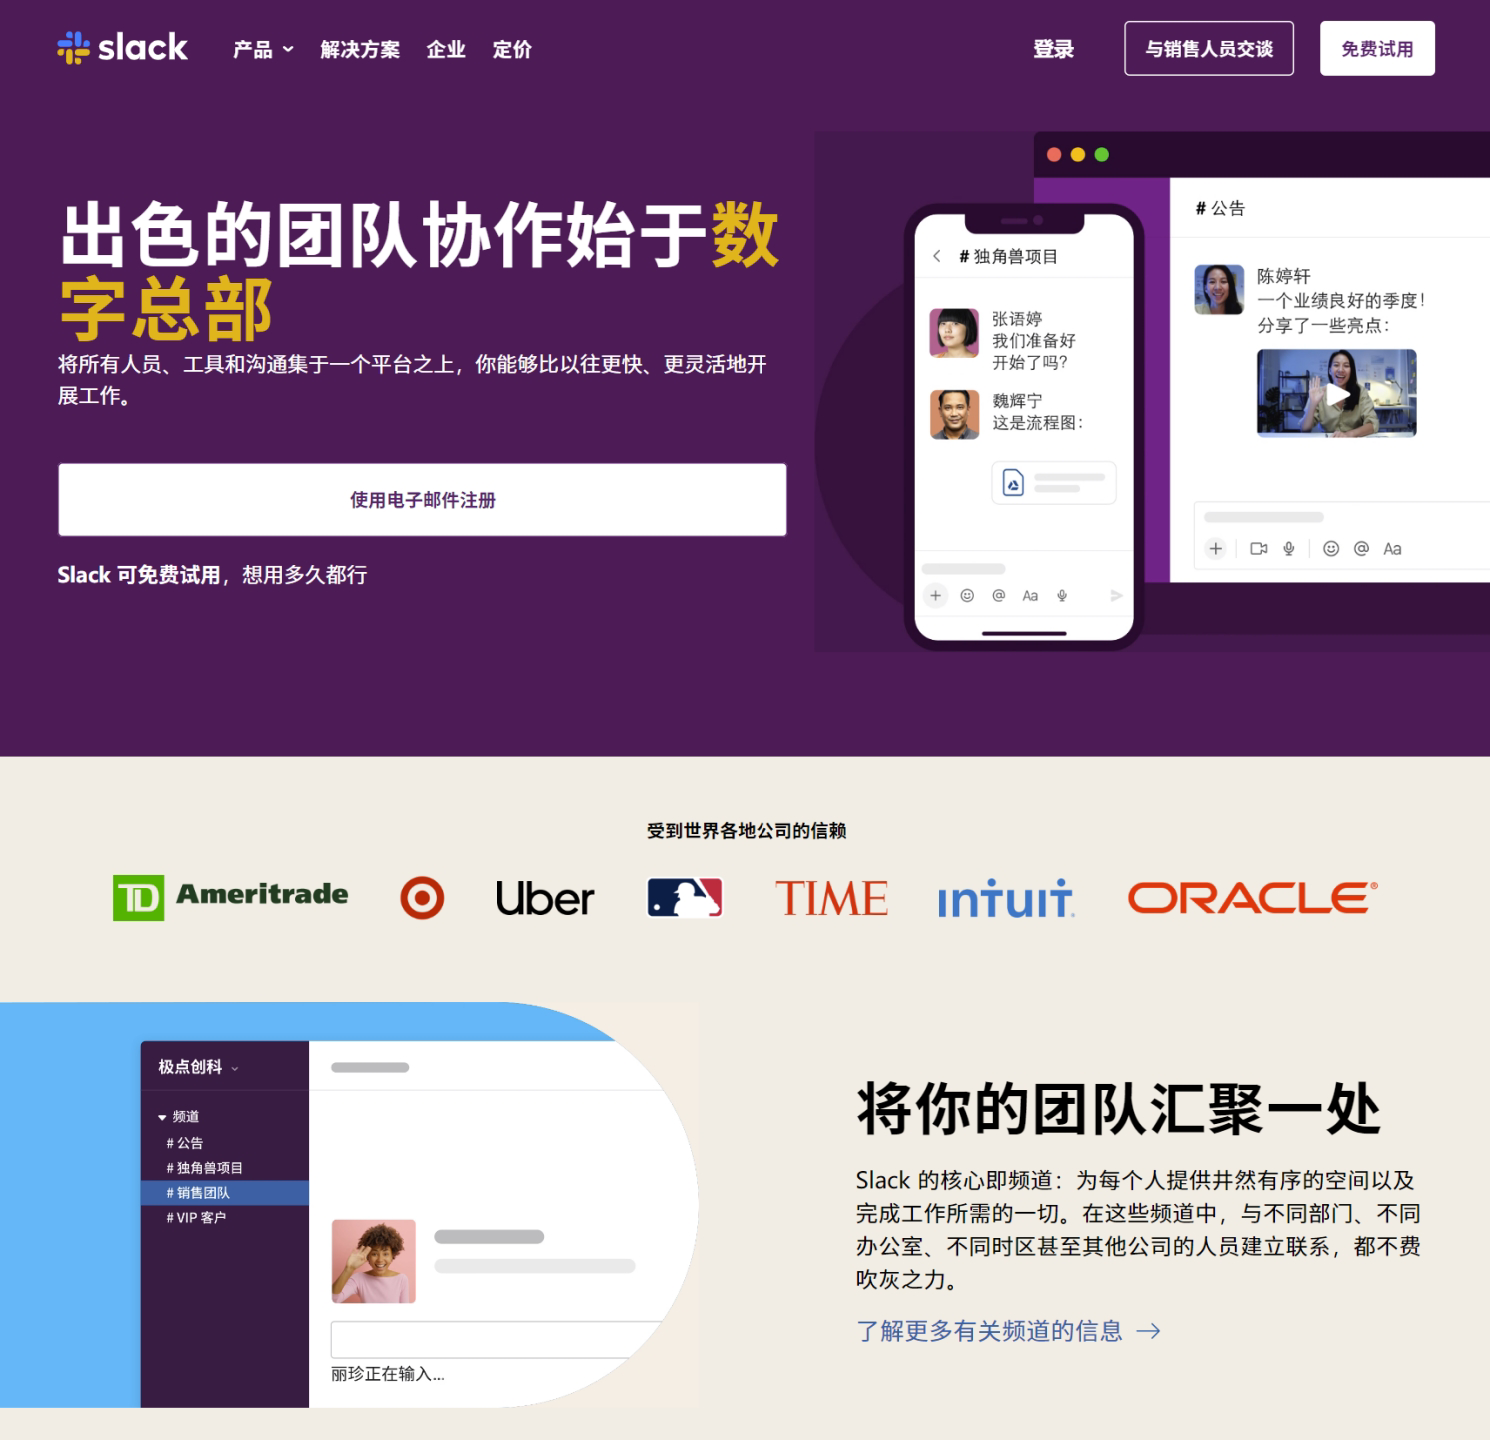 slack
产品
解决方案
企业
定价
登录
与销售人员交谈
免费试用
出色的团队协作始于数
字总部
将所有人员、工具和沟通集于一个平台之上，你能够比以往更快、更灵活地开
展工作。
使用电子邮件注册
Slack 可免费试用，想用多久都行
# 独角兽项目
张语婷
我们准备好
开始了吗？
魏辉宁
这是流程图：
Aa
# 公告
陈婷轩
一个业绩良好的季度！
分享了一些亮点：
Aa
受到世界各地公司的信赖
TD Ameritrade
Uber
TIME
intuit
ORACLE®
极点创科
频道
# 公告
# 独角兽项目
# 销售团队
# VIP 客户
丽珍正在输入...
将你的团队汇聚一处
Slack 的核心即频道：为每个人提供井然有序的空间以及
完成工作所需的一切。在这些频道中，与不同部门、不同
办公室、不同时区甚至其他公司的人员建立联系，都不费
吹灰之力。
了解更多有关频道的信息 →